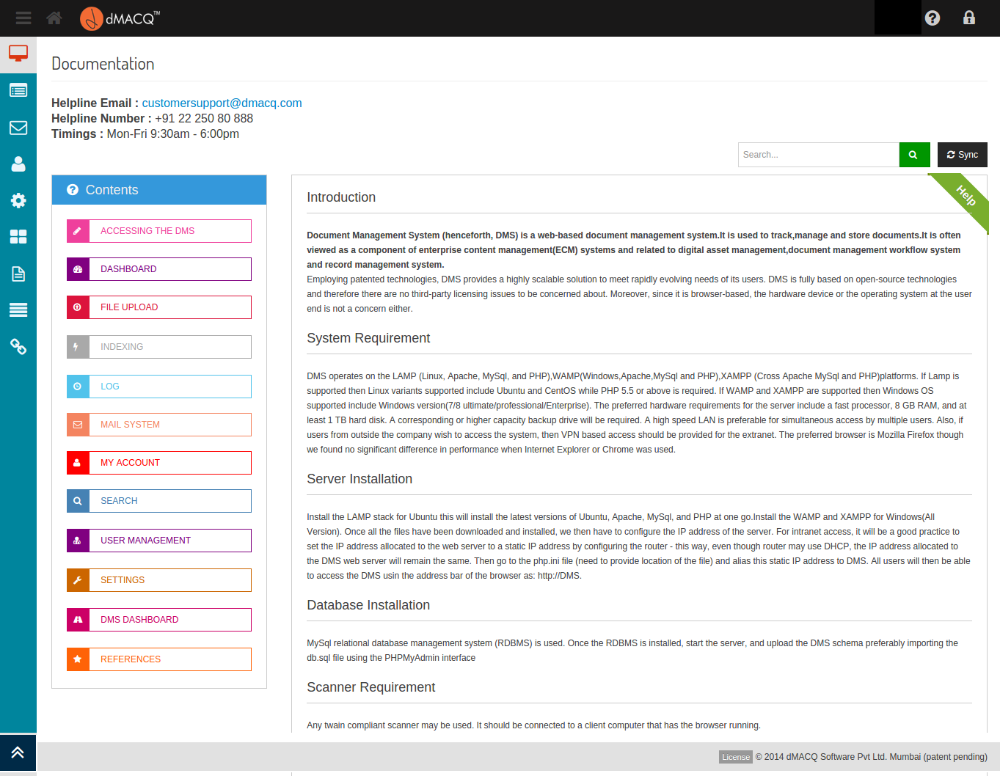 dMACQ™
Documentation
Helpline Email : customersupport@dmacq.com
Helpline Number : +91 22 250 80 888
Timings : Mon-Fri 9:30am - 6:00pm
Search...
Sync
Contents
ACCESSING THE DMS
DASHBOARD
FILE UPLOAD
INDEXING
LOG
MAIL SYSTEM
MY ACCOUNT
SEARCH
USER MANAGEMENT
SETTINGS
DMS DASHBOARD
REFERENCES
Help
Introduction
Document Management System (henceforth, DMS) is a web-based document management system.It is used to track,manage and store documents.It is often
viewed as a component of enterprise content management(ECM) systems and related to digital asset management,document management workflow system
and record management system.
Employing patented technologies, DMS provides a highly scalable solution to meet rapidly evolving needs of its users. DMS is fully based on open-source technologies
and therefore there are no third-party licensing issues to be concerned about. Moreover, since it is browser-based, the hardware device or the operating system at the user
end is not a concern either.
System Requirement
DMS operates on the LAMP (Linux, Apache, MySql, and PHP),WAMP(Windows,Apache,MySql and PHP),XAMPP (Cross Apache MySql and PHP)platforms. If Lamp is
supported then Linux variants supported include Ubuntu and CentOS while PHP 5.5 or above is required. If WAMP and XAMPP are supported then Windows OS
supported include Windows version(7/8 ultimate/professional/Enterprise). The preferred hardware requirements for the server include a fast processor, 8 GB RAM, and at
least 1 TB hard disk. A corresponding or higher capacity backup drive will be required. A high speed LAN is preferable for simultaneous access by multiple users. Also, if
users from outside the company wish to access the system, then VPN based access should be provided for the extranet. The preferred browser is Mozilla Firefox though
we found no significant difference in performance when Internet Explorer or Chrome was used.
Server Installation
Install the LAMP stack for Ubuntu this will install the latest versions of Ubuntu, Apache, MySql, and PHP at one go.Install the WAMP and XAMPP for Windows(All
Version). Once all the files have been downloaded and installed, we then have to configure the IP address of the server. For intranet access, it will be a good practice to
set the IP address allocated to the web server to a static IP address by configuring the router - this way, even though router may use DHCP, the IP address allocated to
the DMS web server will remain the same. Then go to the php.ini file (need to provide location of the file) and alias this static IP address to DMS. All users will then be able
to access the DMS usin the address bar of the browser as: http://DMS.
Database Installation
MySql relational database management system (RDBMS) is used. Once the RDBMS is installed, start the server, and upload the DMS schema preferably importing the
db.sql file using the PHPMyAdmin interface
Scanner Requirement
Any twain compliant scanner may be used. It should be connected to a client computer that has the browser running.
License © 2014 dMACQ Software Pvt Ltd. Mumbai (patent pending)